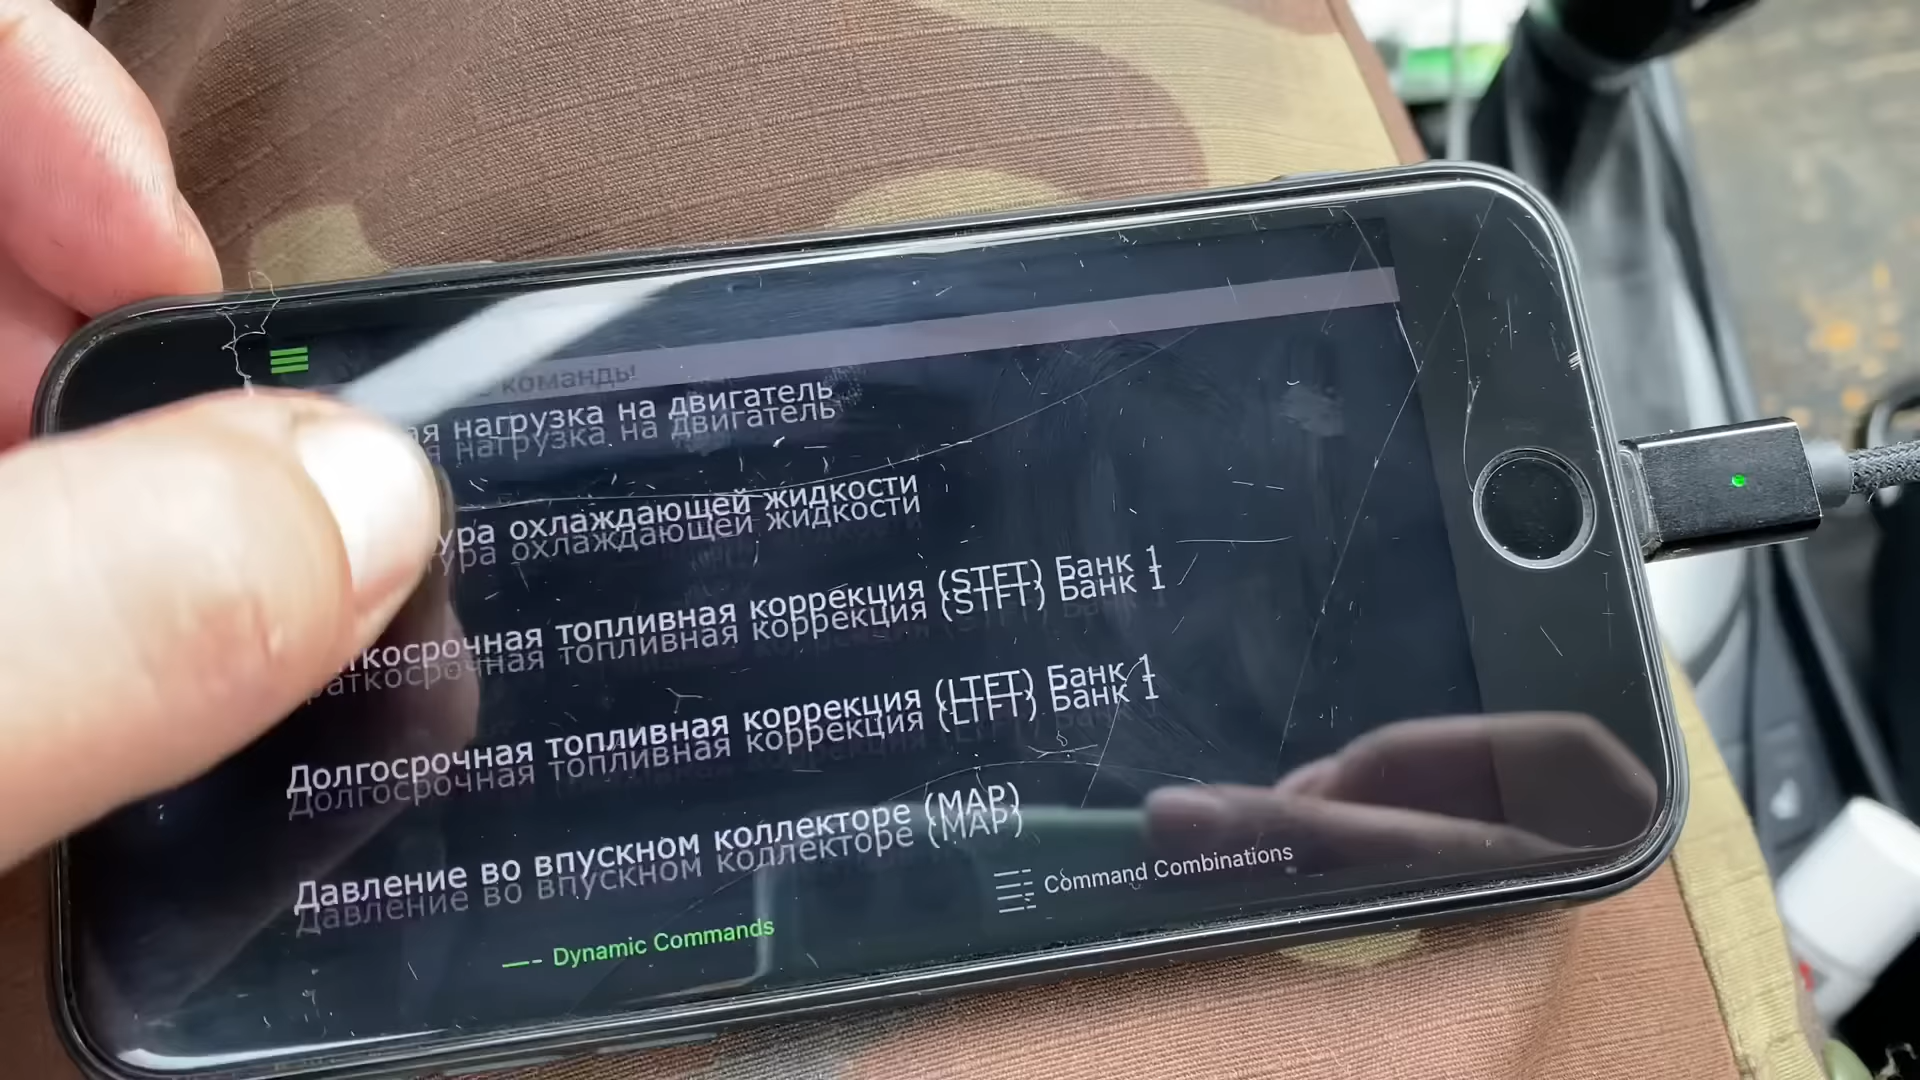 команды
нагрузка на двигатель
охлаждающей жидкости
топливная коррекция (STFT) Банк 1
Долгосрочная топливная коррекция (LTFT) Банк 1
Давление во впускном коллекторе (MAP)
Dynamic Commands
Command Combinations